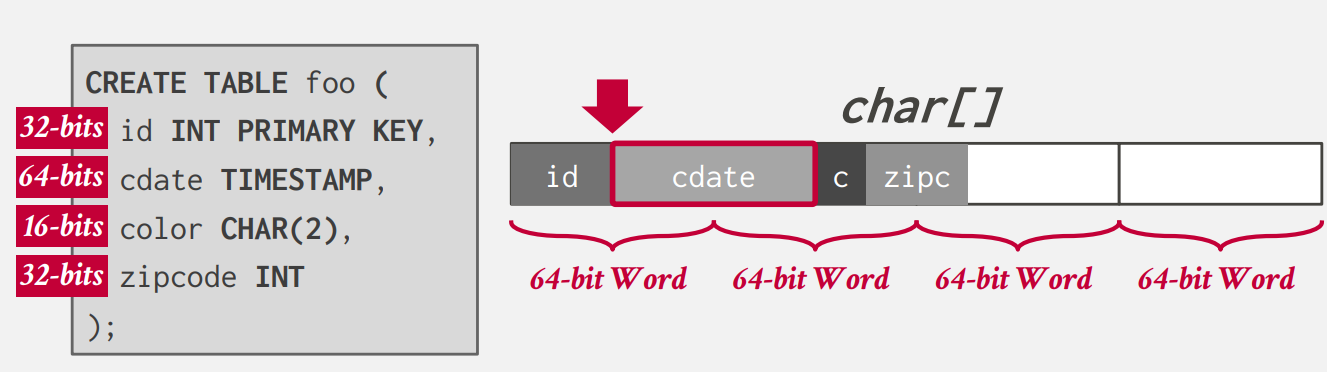 CREATE TABLE foo (
32-bits id INT PRIMARY KEY,
64-bits cdate TIMESTAMP,
16-bits color CHAR(2),
32-bits zipcode INT
);
char[]
id cdate c zipc
64-bit Word 64-bit Word 64-bit Word 64-bit Word